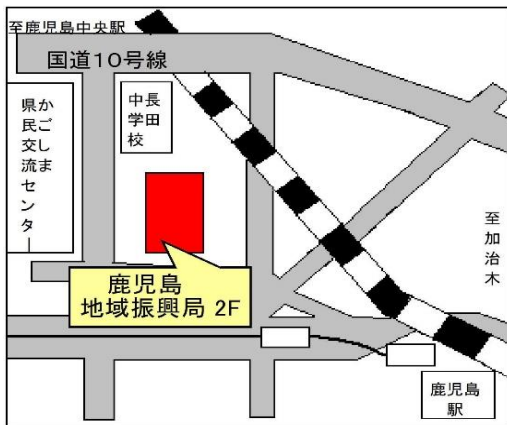 至鹿児島中央駅
国道10号線
長田
中学校
かごしま
県民交流センター
至加治木
鹿児島
地域振興局 2F
鹿児島
駅